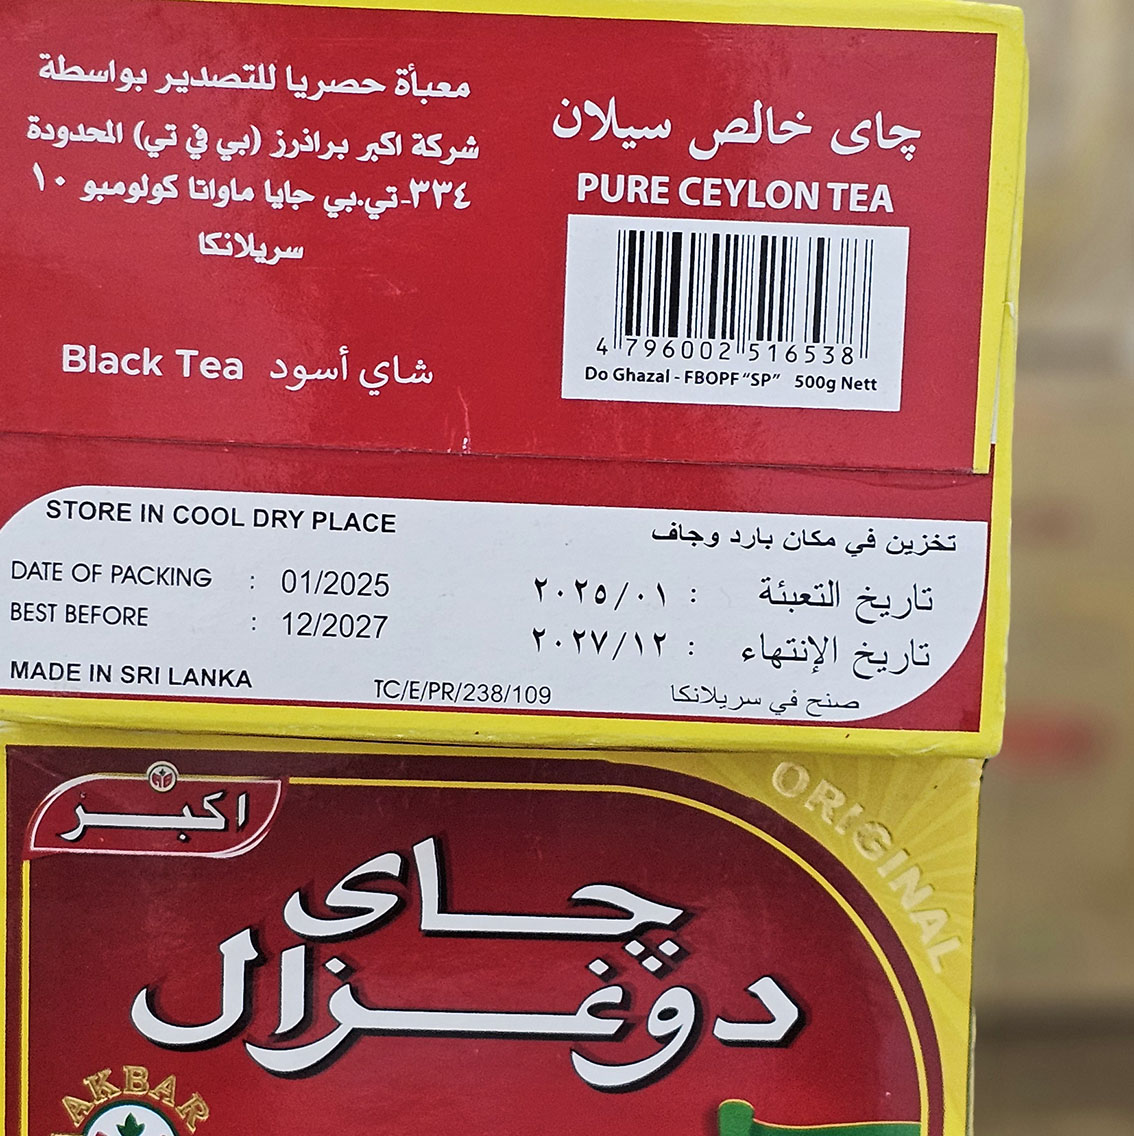 معبأة حصريا للتصدير بواسطة
شركة اكبر براذرز (بي في تي) المحدودة
٣٣٤-تي.بي جايا ماواتا كولومبو ١٠
سريلانكا
Black Tea شاي أسود
چاى خالص سيلان
PURE CEYLON TEA
4 796002 516538
Do Ghazal - FBOPF “SP” 500g Nett
STORE IN COOL DRY PLACE
تخزين في مكان بارد وجاف
DATE OF PACKING : 01/2025
تاريخ التعبئة : ٢٠٢٥/٠١
BEST BEFORE : 12/2027
تاريخ الإنتهاء : ٢٠٢٧/١٢
MADE IN SRI LANKA
TC/E/PR/238/109
صنح في سريلانكا
اكبر
ORIGINAL
چاى
دوغزال
AKBAR